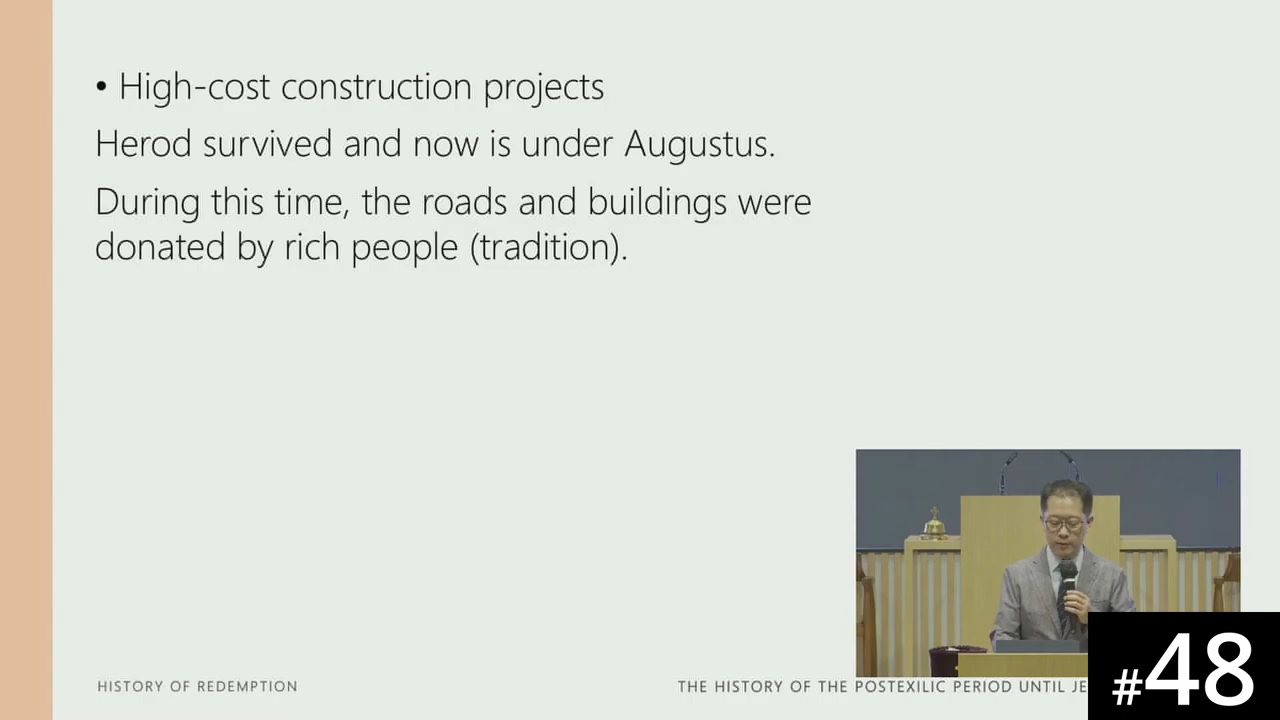 • High-cost construction projects
Herod survived and now is under Augustus.
During this time, the roads and buildings were
donated by rich people (tradition).
HISTORY OF REDEMPTION
THE HISTORY OF THE POSTEXILIC PERIOD UNTIL JE
#48